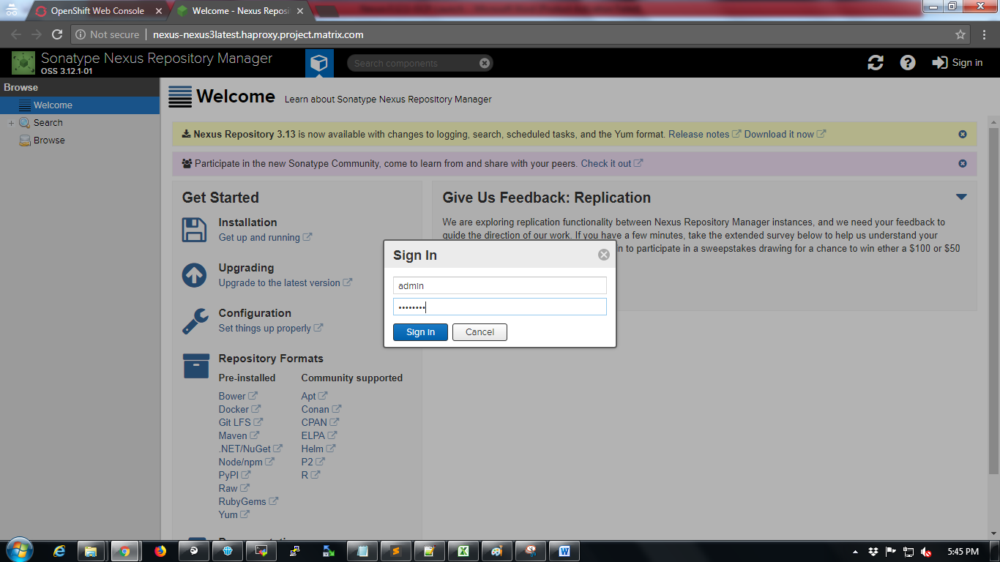 OpenShift Web Console
Welcome - Nexus Reposi
Not secure
nexus-nexus3latest.haproxy.project.matrix.com
Sonatype Nexus Repository Manager
OSS 3.12.1-01
Search components
Sign in
Browse
Welcome
Search
Browse
Welcome Learn about Sonatype Nexus Repository Manager
Nexus Repository 3.13 is now available with changes to logging, search, scheduled tasks, and the Yum format. Release notes Download it now
Participate in the new Sonatype Community, come to learn from and share with your peers. Check it out
Get Started
Installation
Get up and running
Upgrading
Upgrade to the latest version
Configuration
Set things up properly
Repository Formats
Pre-installed
Bower
Docker
Git LFS
Maven
.NET/NuGet
Node/npm
PyPI
Raw
RubyGems
Yum
Community supported
Apt
Conan
CPAN
ELPA
Helm
P2
R
Give Us Feedback: Replication
We are exploring replication functionality between Nexus Repository Manager instances, and we need your feedback to
guide the direction of our work. If you have a few minutes, take the extended survey below to help us understand your
to participate in a sweepstakes drawing for a chance to win ether a $100 or $50
Sign In
admin
••••••••
Sign in
Cancel
5:45 PM